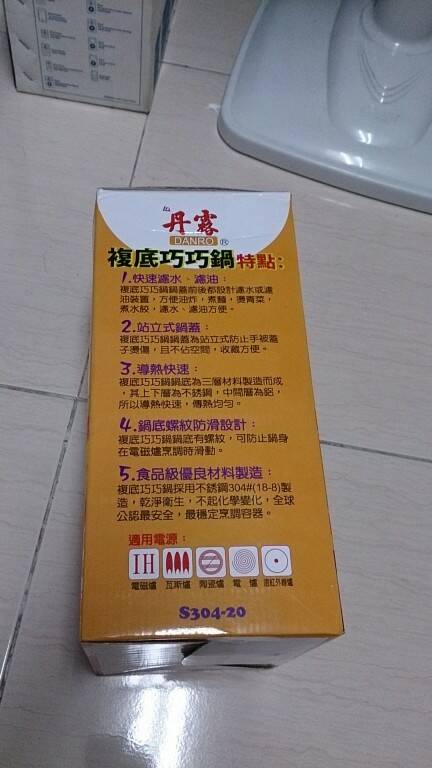 丹露
DANRO ®
複底巧巧鍋特點:
1.快速濾水、濾油:
複底巧巧鍋鍋蓋前後都設計濾水或濾
油裝置,方便油炸,煮麵,燙青菜,
煮水餃,濾水、濾油方便。
2.站立式鍋蓋:
複底巧巧鍋鍋蓋為站立式防止手被蓋
子燙傷,且不佔空間,收藏方便。
3.導熱快速:
複底巧巧鍋鍋底為三層材料製造而成
,其上下層為不銹鋼,中間層為鋁,
所以導熱快速,傳熱均勻。
4.鍋底螺紋防滑設計:
複底巧巧鍋鍋底有螺紋,可防止鍋身
在電磁爐烹調時滑動。
5.食品級優良材料製造:
複底巧巧鍋採用不銹鋼304#(18-8)製
造,乾淨衛生,不起化學變化,全球
公認最安全,最穩定烹調容器。
適用電源:
IH
電磁爐 瓦斯爐 陶瓷爐 電 爐 遠紅外線爐
S304-20